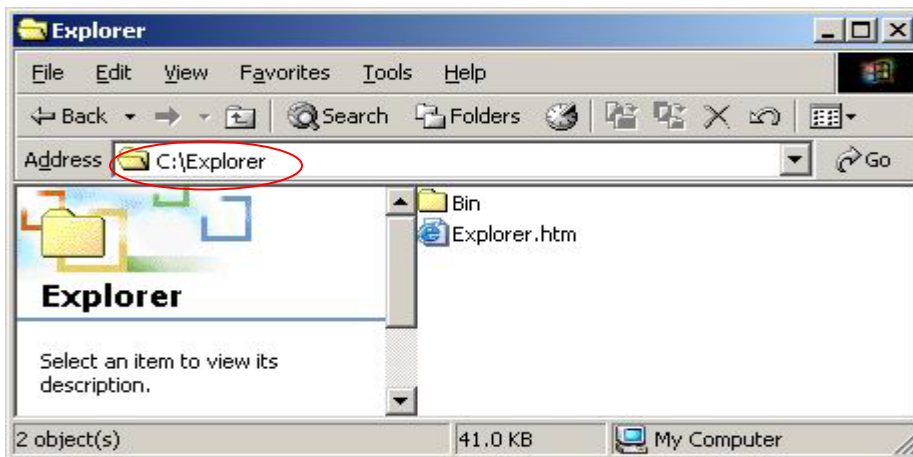 Explorer
File Edit View Favorites Tools Help
Back Search Folders
Address C:\Explorer Go
Bin
Explorer.htm
Explorer
Select an item to view its
description.
2 object(s) 41.0 KB My Computer